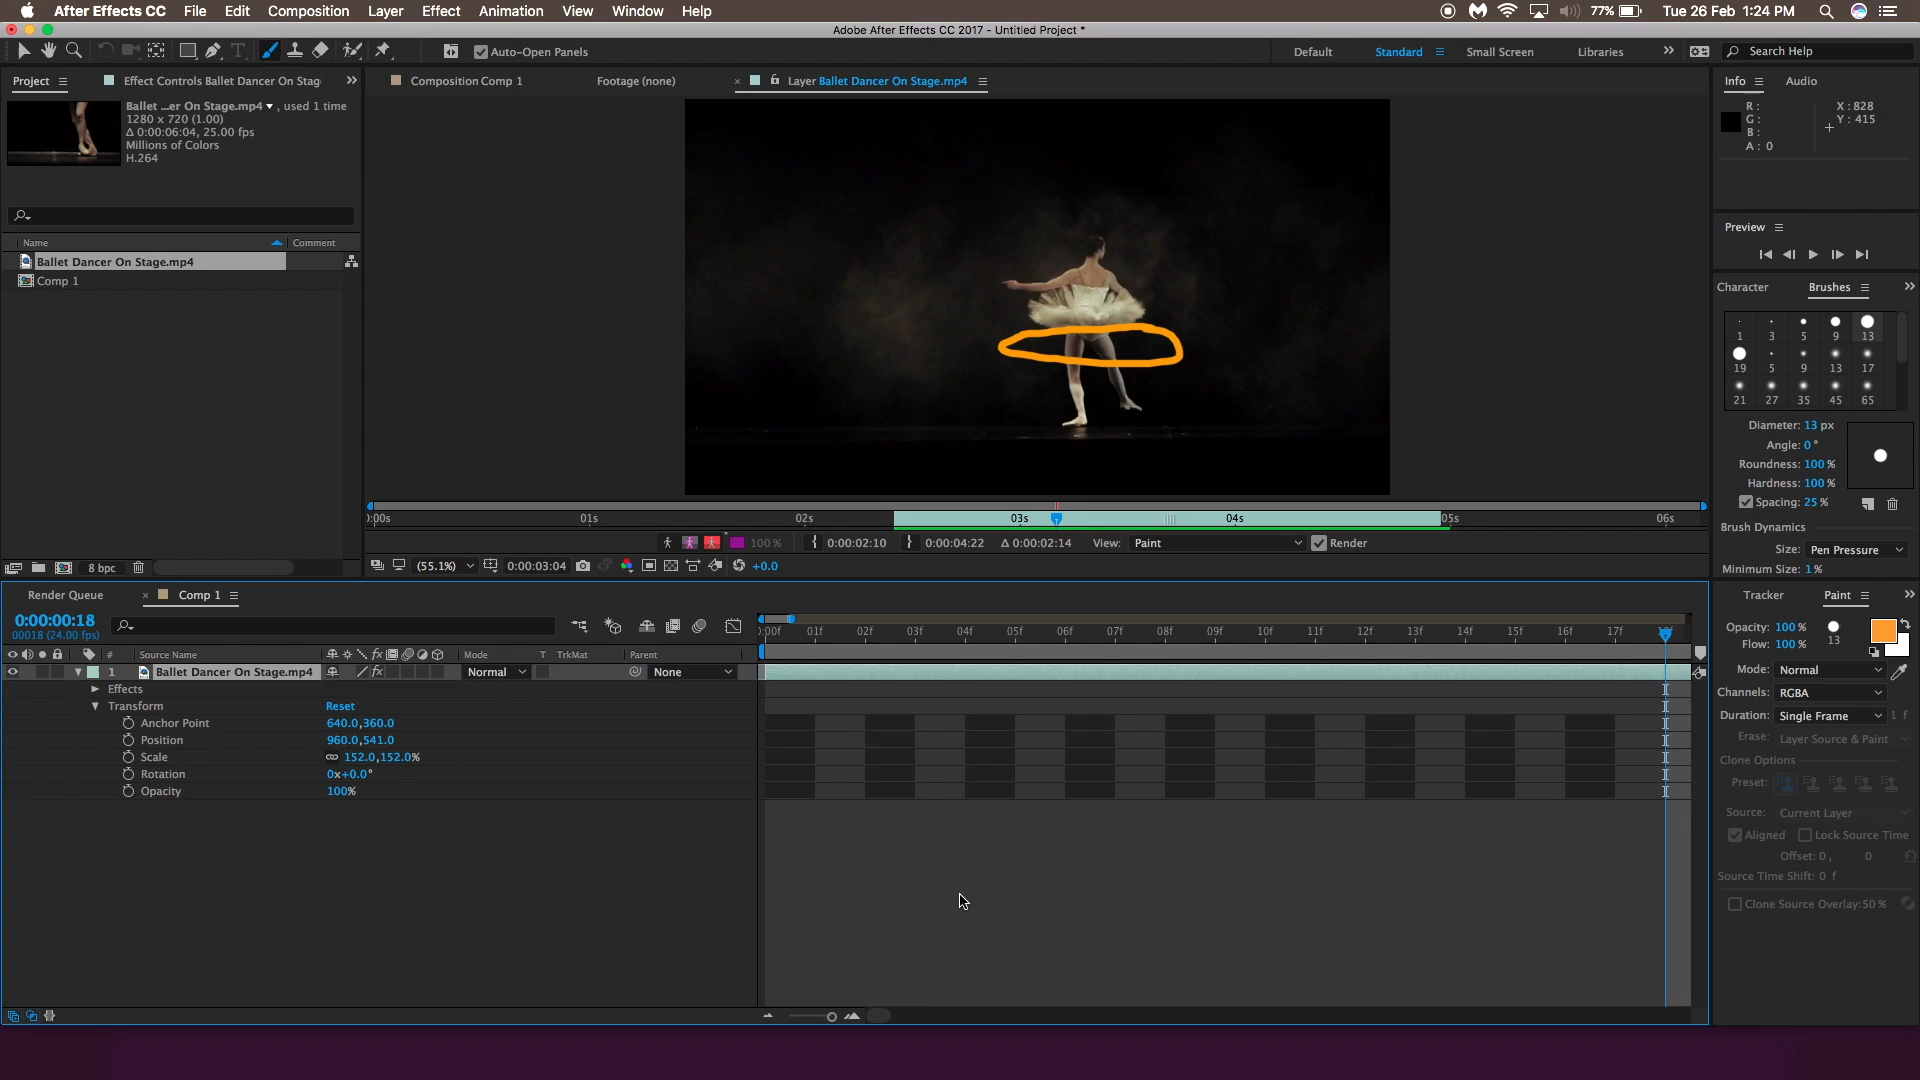 After Effects CC File Edit Composition Layer Effect Animation View Window Help 77% Tue 26 Feb 1:24 PM
Adobe After Effects CC 2017 - Untitled Project *
Auto-Open Panels Default Standard Small Screen Libraries Search Help
Project Effect Controls Ballet Dancer On Stag Composition Comp 1 Footage (none) Layer Ballet Dancer On Stage.mp4 Info Audio
Ballet ...er On Stage.mp4 , used 1 time
1280 x 720 (1.00)
Δ 0:00:06:04, 25.00 fps
Millions of Colors
H.264
R :
G :
B :
A : 0
X : 828
Y : 415
Preview
Name Comment
Ballet Dancer On Stage.mp4
Comp 1
Character Brushes
1 3 5 9 13
19 5 9 13 17
21 27 35 45 65
Diameter: 13 px
Angle: 0 °
Roundness: 100 %
Hardness: 100 %
Spacing: 25 %
Brush Dynamics
Size: Pen Pressure
Minimum Size: 1 %
):00s 01s 02s 03s 04s 05s 06s
100 % 0:00:02:10 0:00:04:22 Δ 0:00:02:14 View: Paint Render
8 bpc (55.1%) 0:00:03:04 +0.0
Render Queue Comp 1
0:00:00:18
00018 (24.00 fps)
):00f 01f 02f 03f 04f 05f 06f 07f 08f 09f 10f 11f 12f 13f 14f 15f 16f 17f
# Source Name Mode T TrkMat Parent
1 Ballet Dancer On Stage.mp4 Normal None
Effects
Transform Reset
Anchor Point 640.0,360.0
Position 960.0,541.0
Scale 152.0,152.0%
Rotation 0x+0.0°
Opacity 100%
Tracker Paint
Opacity: 100 %
Flow: 100 %
13
Mode: Normal
Channels: RGBA
Duration: Single Frame 1 f
Erase: Layer Source & Paint
Clone Options
Preset:
Source: Current Layer
Aligned Lock Source Time
Offset: 0 , 0
Source Time Shift: 0 f
Clone Source Overlay: 50 %